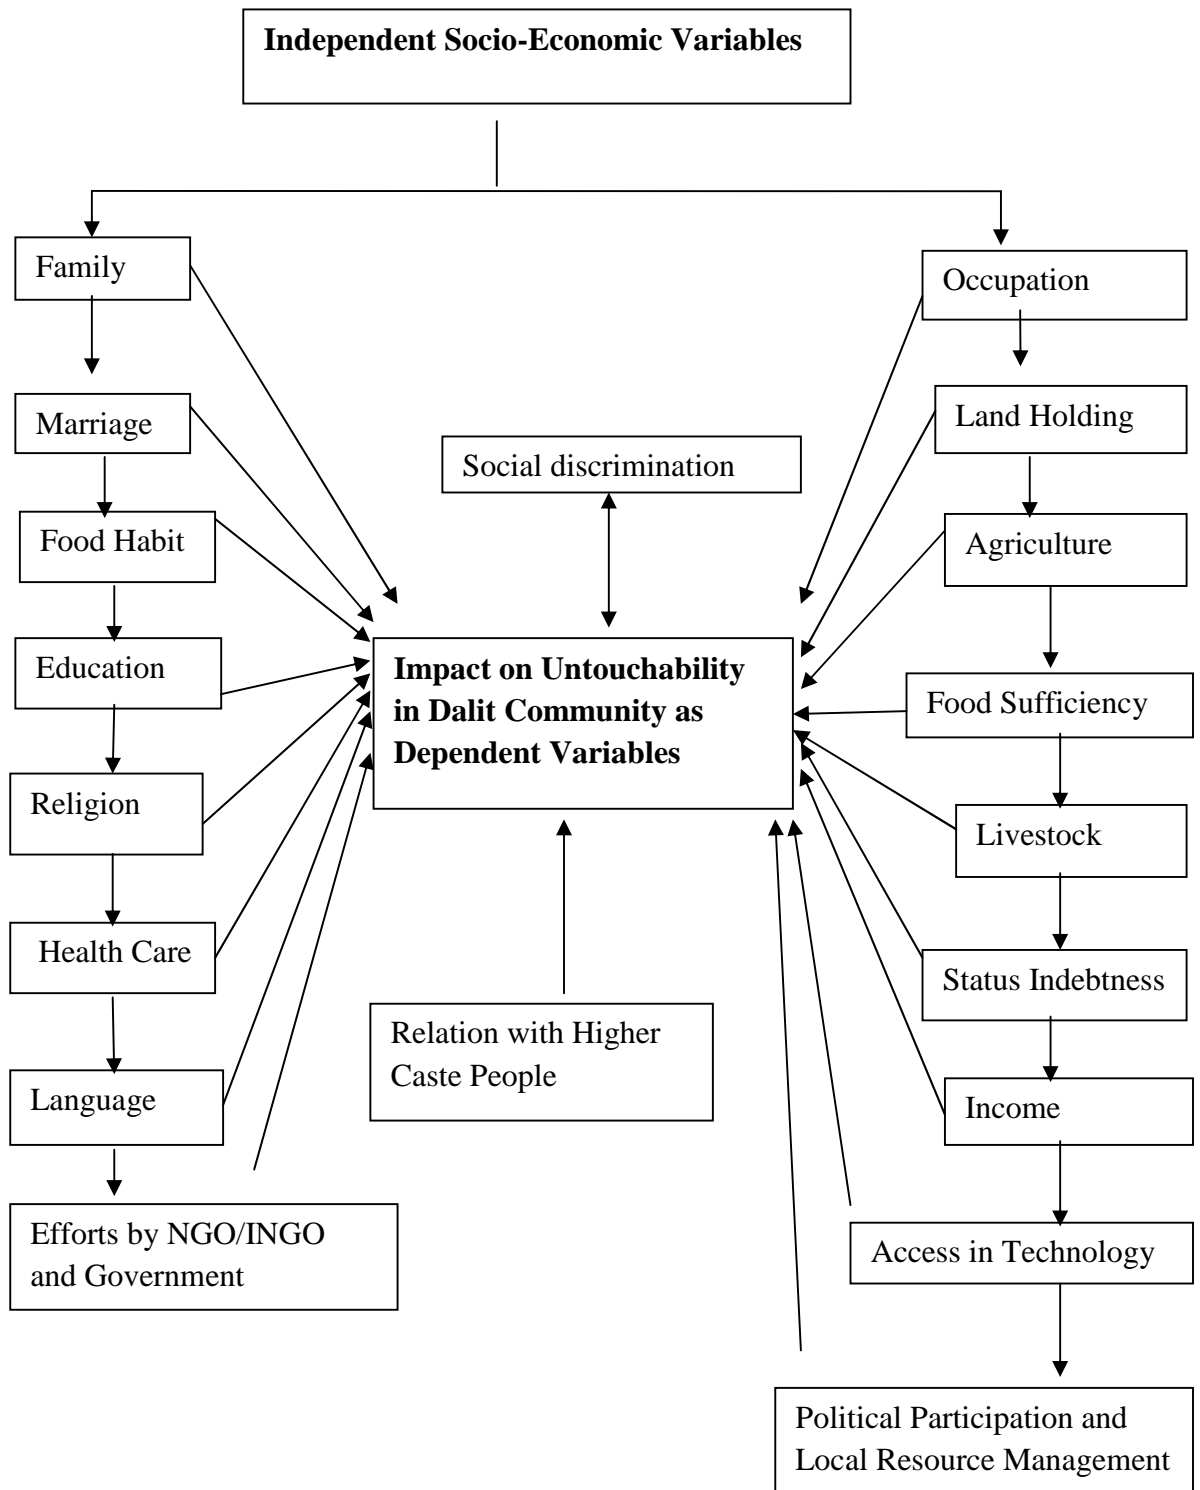 Independent Socio-Economic Variables
Family
Occupation
Marriage
Land Holding
Social discrimination
Food Habit
Agriculture
Education
Impact on Untouchability
in Dalit Community as
Dependent Variables
Food Sufficiency
Religion
Livestock
Health Care
Status Indebtness
Relation with Higher
Caste People
Language
Income
Efforts by NGO/INGO
and Government
Access in Technology
Political Participation and
Local Resource Management